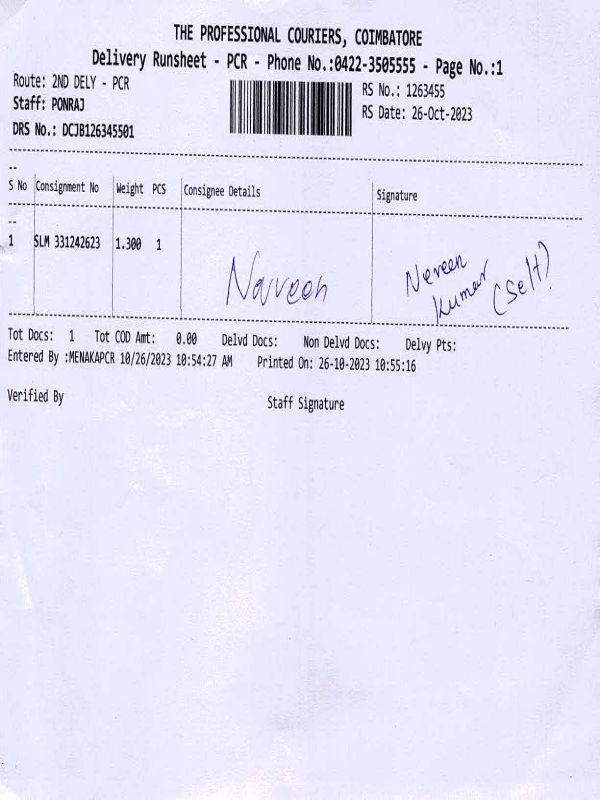 THE PROFESSIONAL COURIERS, COIMBATORE
Delivery Runsheet - PCR - Phone No.:0422-3505555 - Page No.:1
Route: 2ND DELY - PCR
RS No.: 1263455
Staff: PONRAJ
RS Date: 26-Oct-2023
DRS No.: DCJB126345501
S No Consignment No Weight PCS Consignee Details Signature
1 SLM 331242623 1.300 1 Naveen Neveen
Kumar (Self)
Tot Docs: 1 Tot COD Amt: 0.00 Delvd Docs: Non Delvd Docs: Delvy Pts:
Entered By :MENAKAPCR 10/26/2023 10:54:27 AM Printed On: 26-10-2023 10:55:16
Verified By Staff Signature